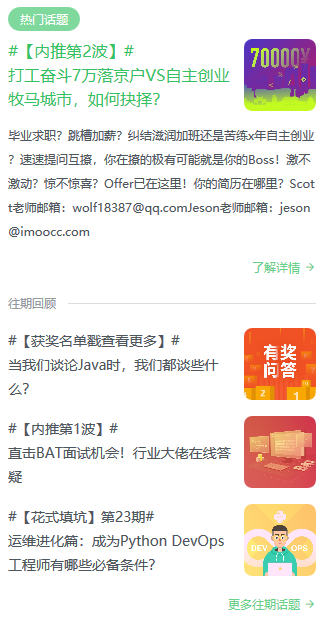 热门话题
#【内推第2波】#
打工奋斗7万落京户VS自主创业
牧马城市，如何抉择？
70000¥
毕业求职？跳槽加薪？纠结滋润加班还是苦练x年自主创业
？速速提问互撩，你在撩的极有可能就是你的Boss！激不
激动？惊不惊喜？Offer已在这里！你的简历在哪里？Scot
t老师邮箱：wolf18387@qq.comJeson老师邮箱：jeson
@imoocc.com
了解详情 →
往期回顾
#【获奖名单戳查看更多】#
当我们谈论Java时，我们都谈些什
么？
有奖
问答
2
1
#【内推第1波】#
直击BAT面试机会！行业大佬在线答
疑
#【花式填坑】第23期#
运维进化篇：成为Python DevOps
工程师有哪些必备条件？
DEV OPS
更多往期话题 →